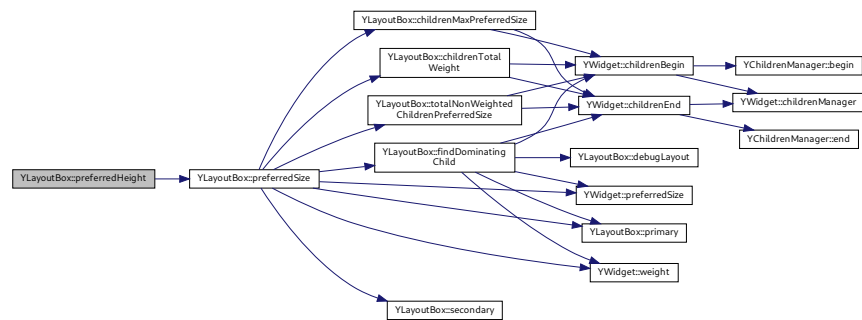 YLayoutBox::preferredHeight
YLayoutBox::preferredSize
YLayoutBox::childrenMaxPreferredSize
YLayoutBox::childrenTotal
Weight
YLayoutBox::totalNonWeighted
ChildrenPreferredSize
YLayoutBox::findDominating
Child
YLayoutBox::secondary
YWidget::childrenBegin
YWidget::childrenEnd
YLayoutBox::debugLayout
YWidget::preferredSize
YLayoutBox::primary
YWidget::weight
YChildrenManager::begin
YWidget::childrenManager
YChildrenManager::end